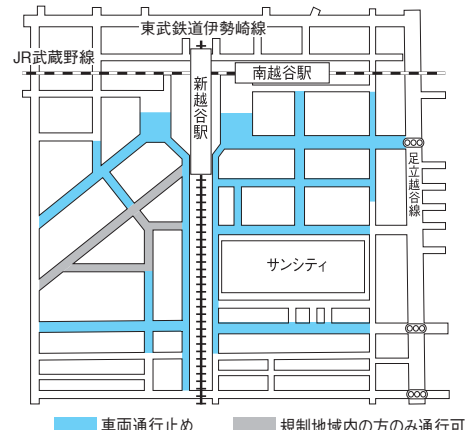 東武鉄道伊勢崎線
JR武蔵野線
南越谷駅
新越谷駅
足立越谷線
サンシティ
車両通行止め
規制地域内の方のみ通行可